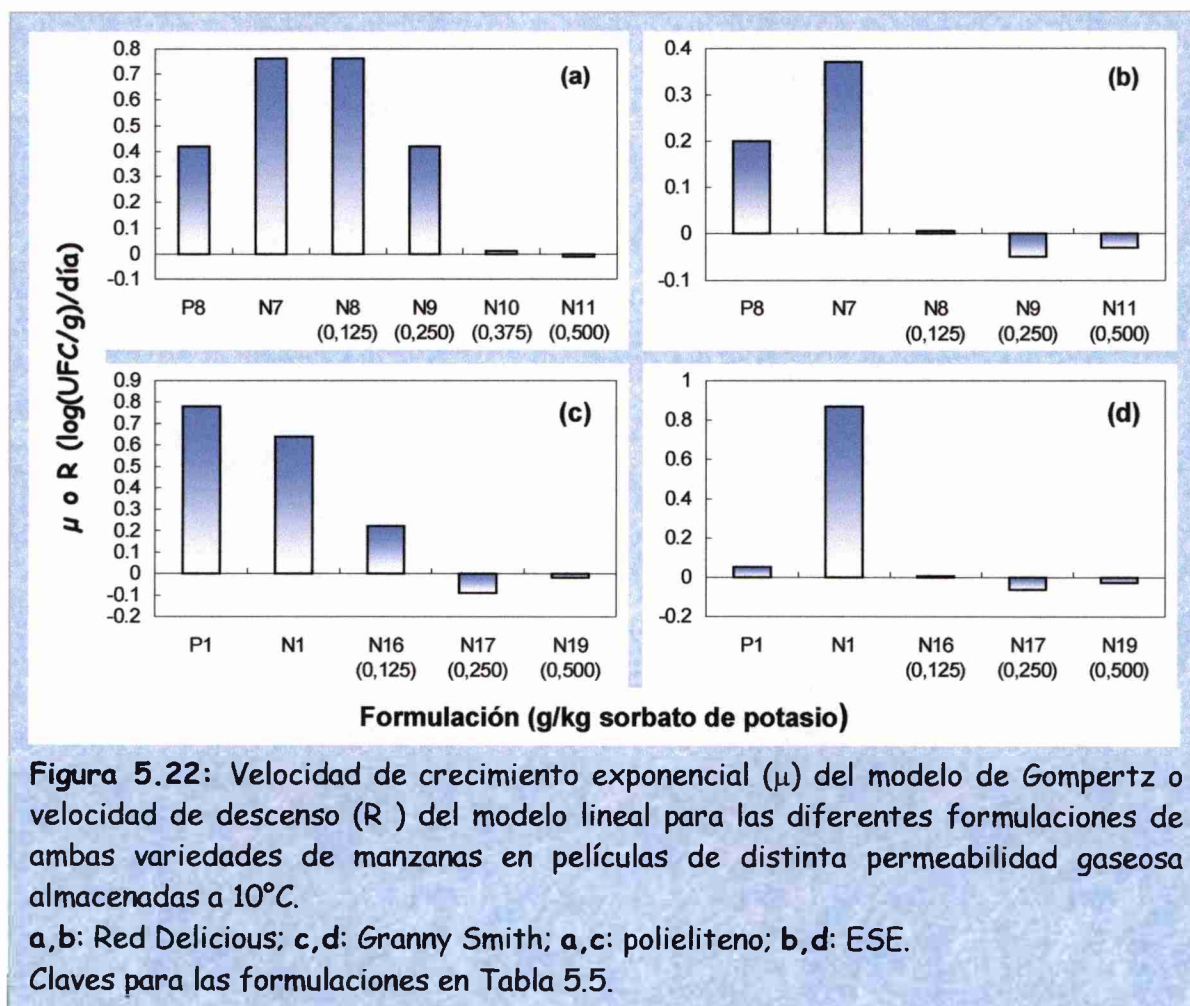 μ o R (log(UFC/g)/día)
(a)
0.8
0.7
0.6
0.5
0.4
0.3
0.2
0.1
0
-0.1
P8 N7 N8 N9 N10 N11
(0,125) (0,250) (0,375) (0,500)
(b)
0.4
0.3
0.2
0.1
0
-0.1
P8 N7 N8 N9 N11
(0,125) (0,250) (0,500)
(c)
0.9
0.8
0.7
0.6
0.5
0.4
0.3
0.2
0.1
0
-0.1
-0.2
P1 N1 N16 N17 N19
(0,125) (0,250) (0,500)
(d)
1
0.8
0.6
0.4
0.2
0
-0.2
P1 N1 N16 N17 N19
(0,125) (0,250) (0,500)
Formulación (g/kg sorbato de potasio)
Figura 5.22: Velocidad de crecimiento exponencial (μ) del modelo de Gompertz o
velocidad de descenso (R ) del modelo lineal para las diferentes formulaciones de
ambas variedades de manzanas en películas de distinta permeabilidad gaseosa
almacenadas a 10°C.
a,b: Red Delicious; c,d: Granny Smith; a,c: polieliteno; b,d: ESE.
Claves para las formulaciones en Tabla 5.5.